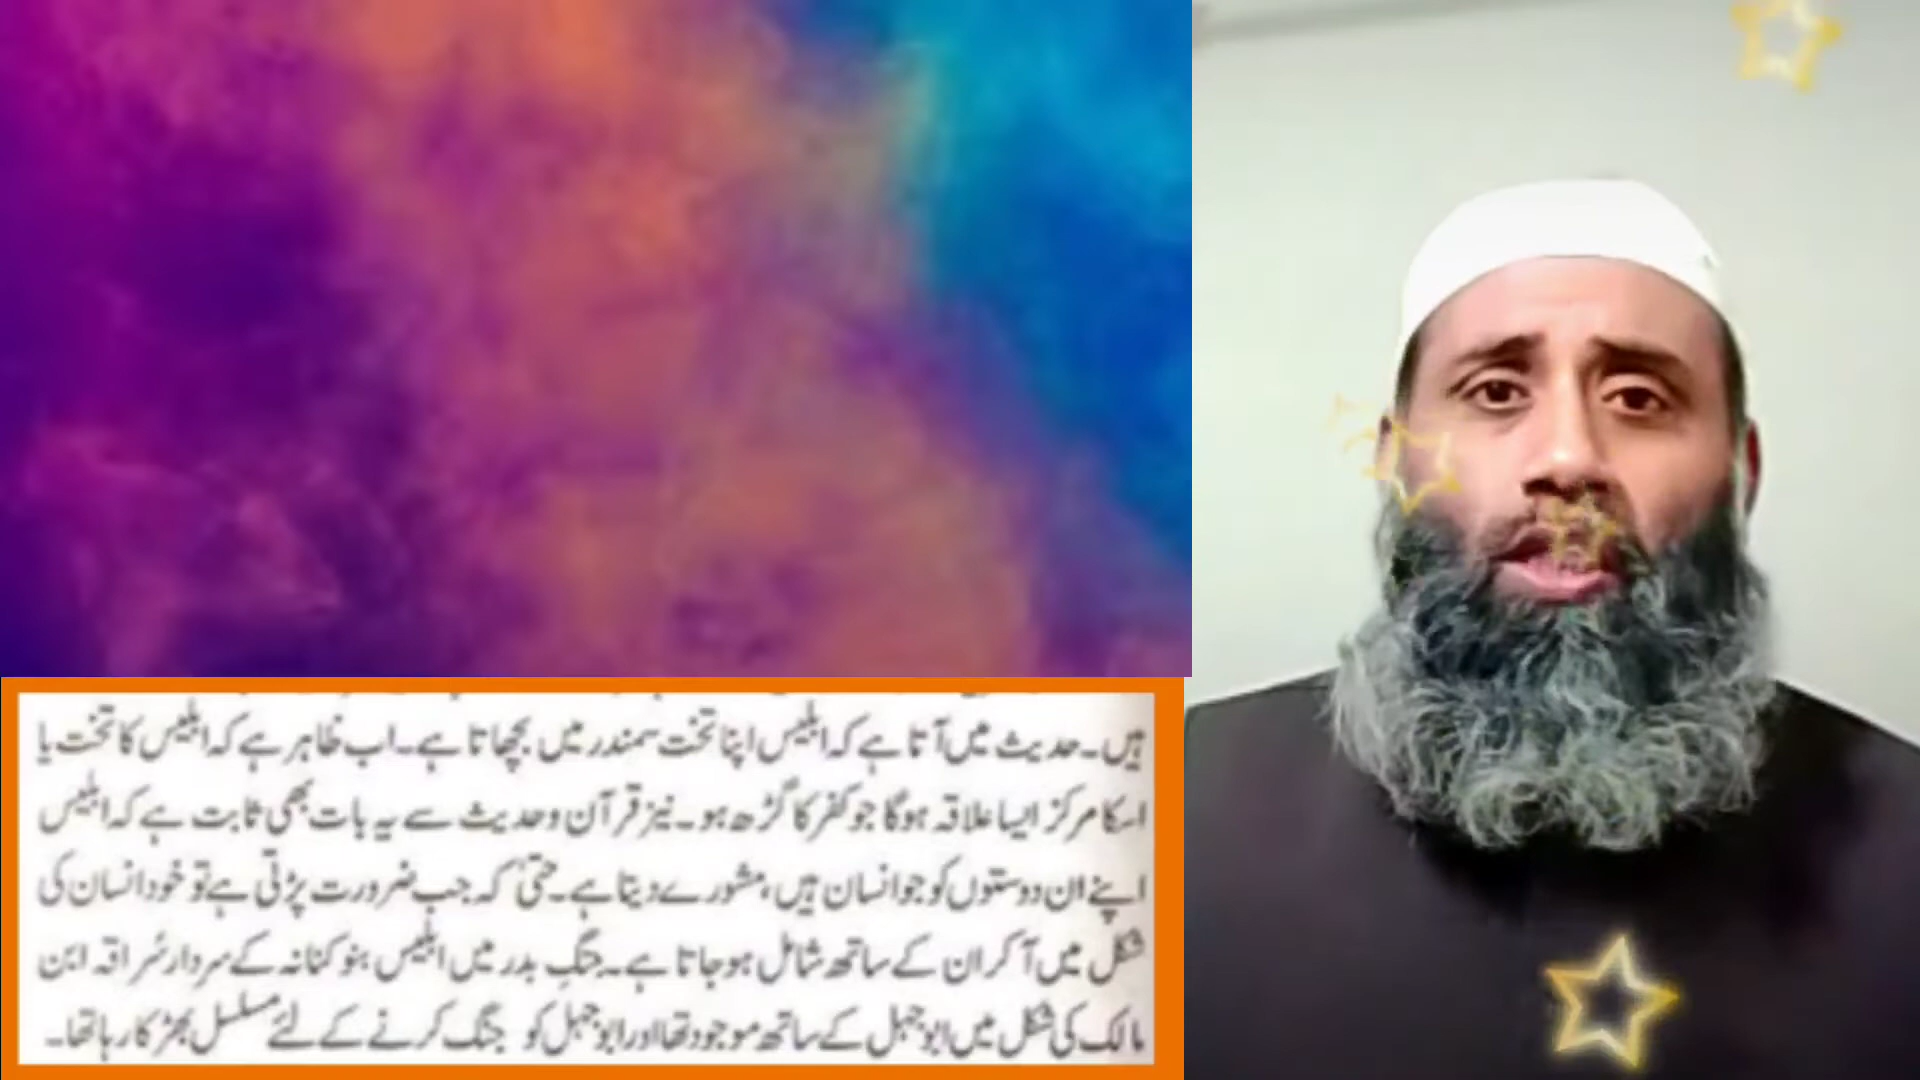 ہیں۔ حدیث میں آتا ہے کہ ابلیس اپنا تخت سمندر میں بچھاتا ہے۔ اب ظاہر ہے کہ ابلیس کا تخت یا
اسکا مرکز ایسا علاقہ ہوگا جو کفر کا گڑھ ہو۔ نیز قرآن وحدیث سے یہ بات بھی ثابت ہے کہ ابلیس
اپنے ان دوستوں کو جو انسان ہیں، مشورے دیتا ہے۔ حتیٰ کہ جب ضرورت پڑتی ہے تو خود انسان کی
شکل میں آ کر ان کے ساتھ شامل ہو جاتا ہے۔ جنگِ بدر میں ابلیس بنو کنانہ کے سردار سُراقہ ابن
مالک کی شکل میں ابو جہل کے ساتھ موجود تھا اور ابو جہل کو جنگ کرنے کے لئے مسلسل بھڑکا رہا تھا۔